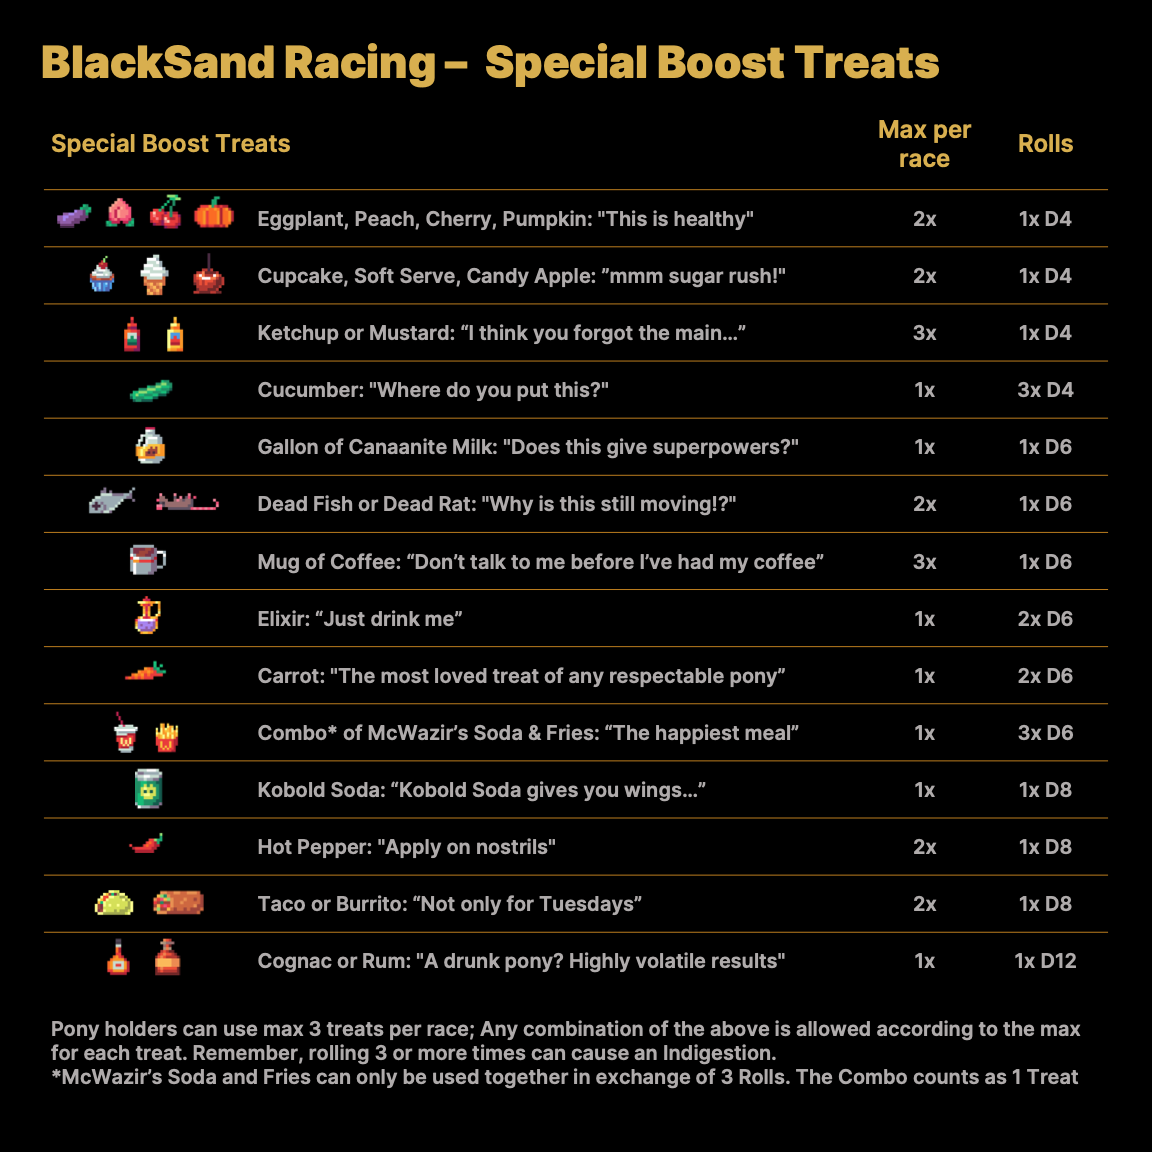 BlackSand Racing – Special Boost Treats
Special Boost Treats Max per race Rolls
Eggplant, Peach, Cherry, Pumpkin: "This is healthy" 2x 1x D4
Cupcake, Soft Serve, Candy Apple: "mmm sugar rush!" 2x 1x D4
Ketchup or Mustard: “I think you forgot the main...” 3x 1x D4
Cucumber: "Where do you put this?" 1x 3x D4
Gallon of Canaanite Milk: "Does this give superpowers?" 1x 1x D6
Dead Fish or Dead Rat: "Why is this still moving!?" 2x 1x D6
Mug of Coffee: “Don’t talk to me before I’ve had my coffee” 3x 1x D6
Elixir: “Just drink me” 1x 2x D6
Carrot: "The most loved treat of any respectable pony” 1x 2x D6
Combo* of McWazir’s Soda & Fries: “The happiest meal” 1x 3x D6
Kobold Soda: “Kobold Soda gives you wings...” 1x 1x D8
Hot Pepper: "Apply on nostrils" 2x 1x D8
Taco or Burrito: “Not only for Tuesdays” 2x 1x D8
Cognac or Rum: "A drunk pony? Highly volatile results" 1x 1x D12
Pony holders can use max 3 treats per race; Any combination of the above is allowed according to the max
for each treat. Remember, rolling 3 or more times can cause an Indigestion.
*McWazir’s Soda and Fries can only be used together in exchange of 3 Rolls. The Combo counts as 1 Treat